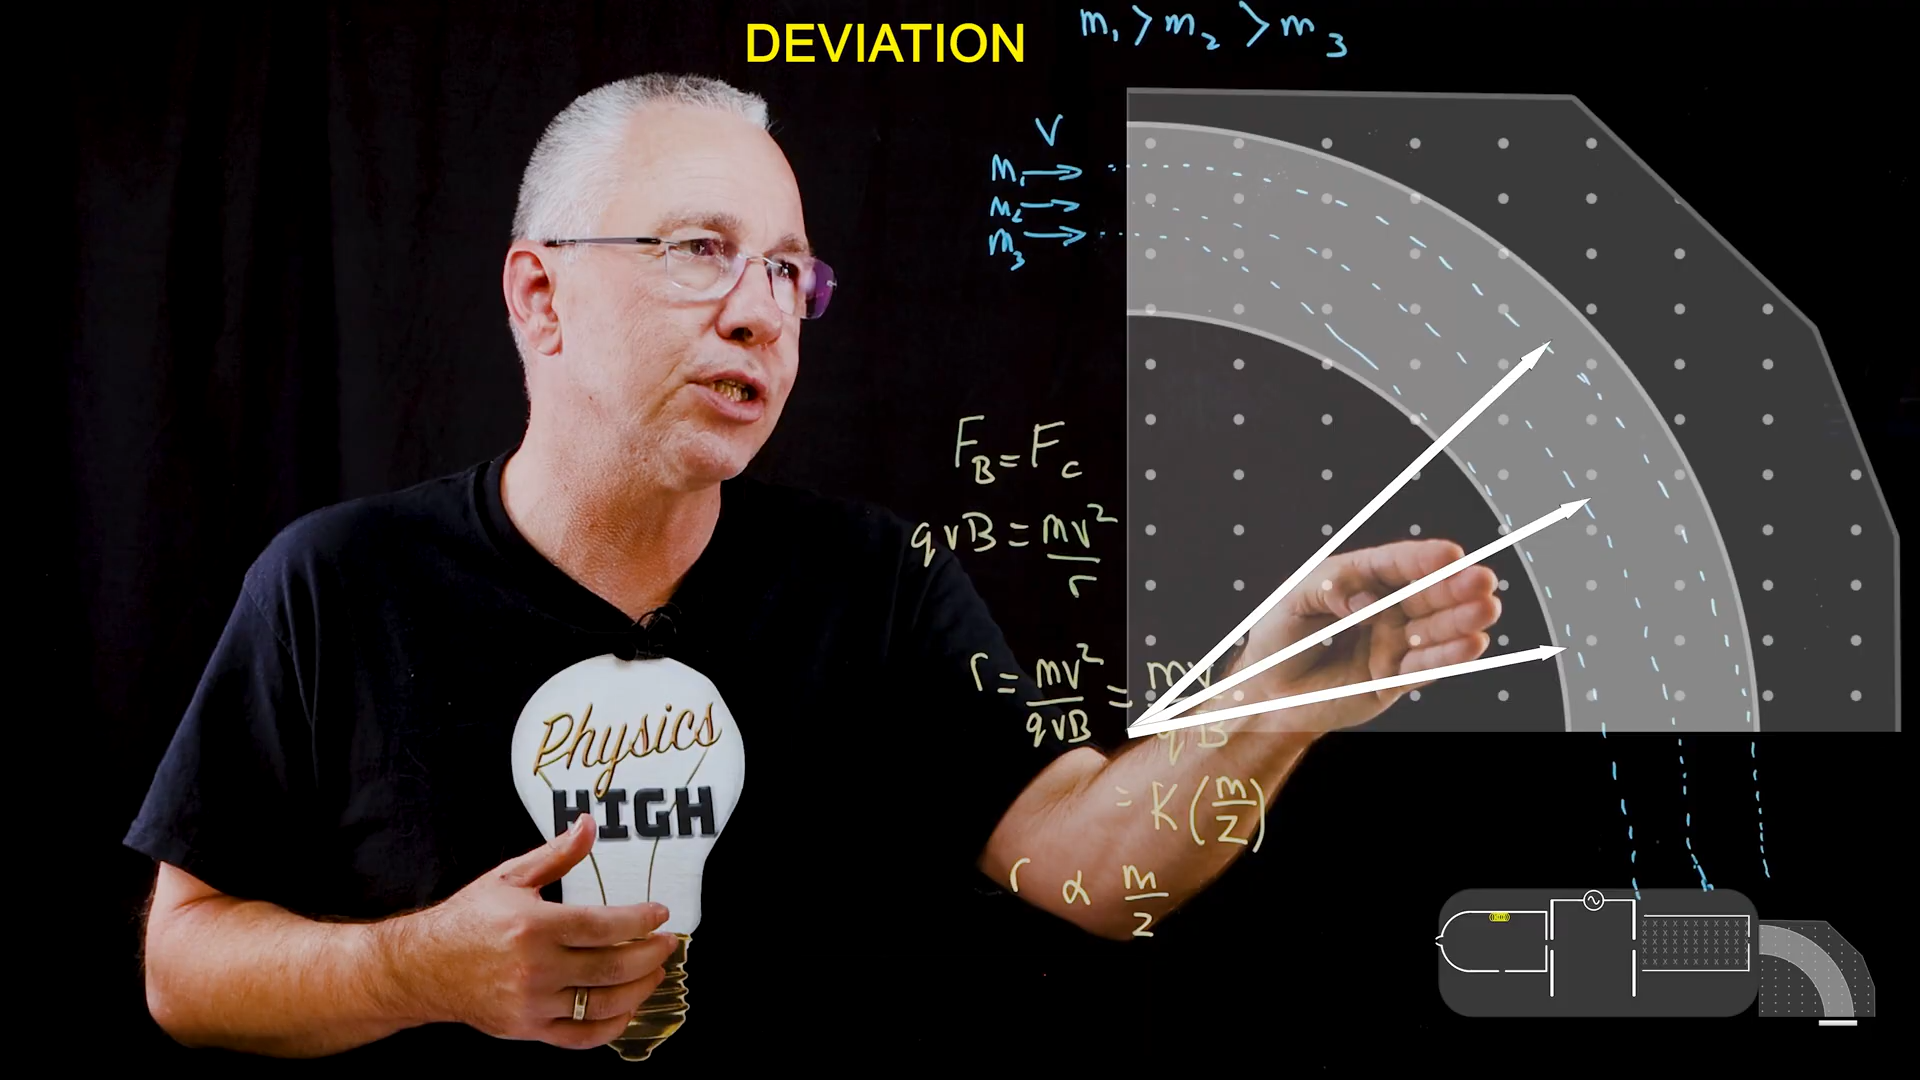 DEVIATION
m₁ > m₂ > m₃
V
m₁ →
m₂ →
m₃ →
F_B = F_c
qvB = mv²/r
r = mv²/qvB = mv/qB
= K(m/z)
r ∝ m/z
Physics
HIGH